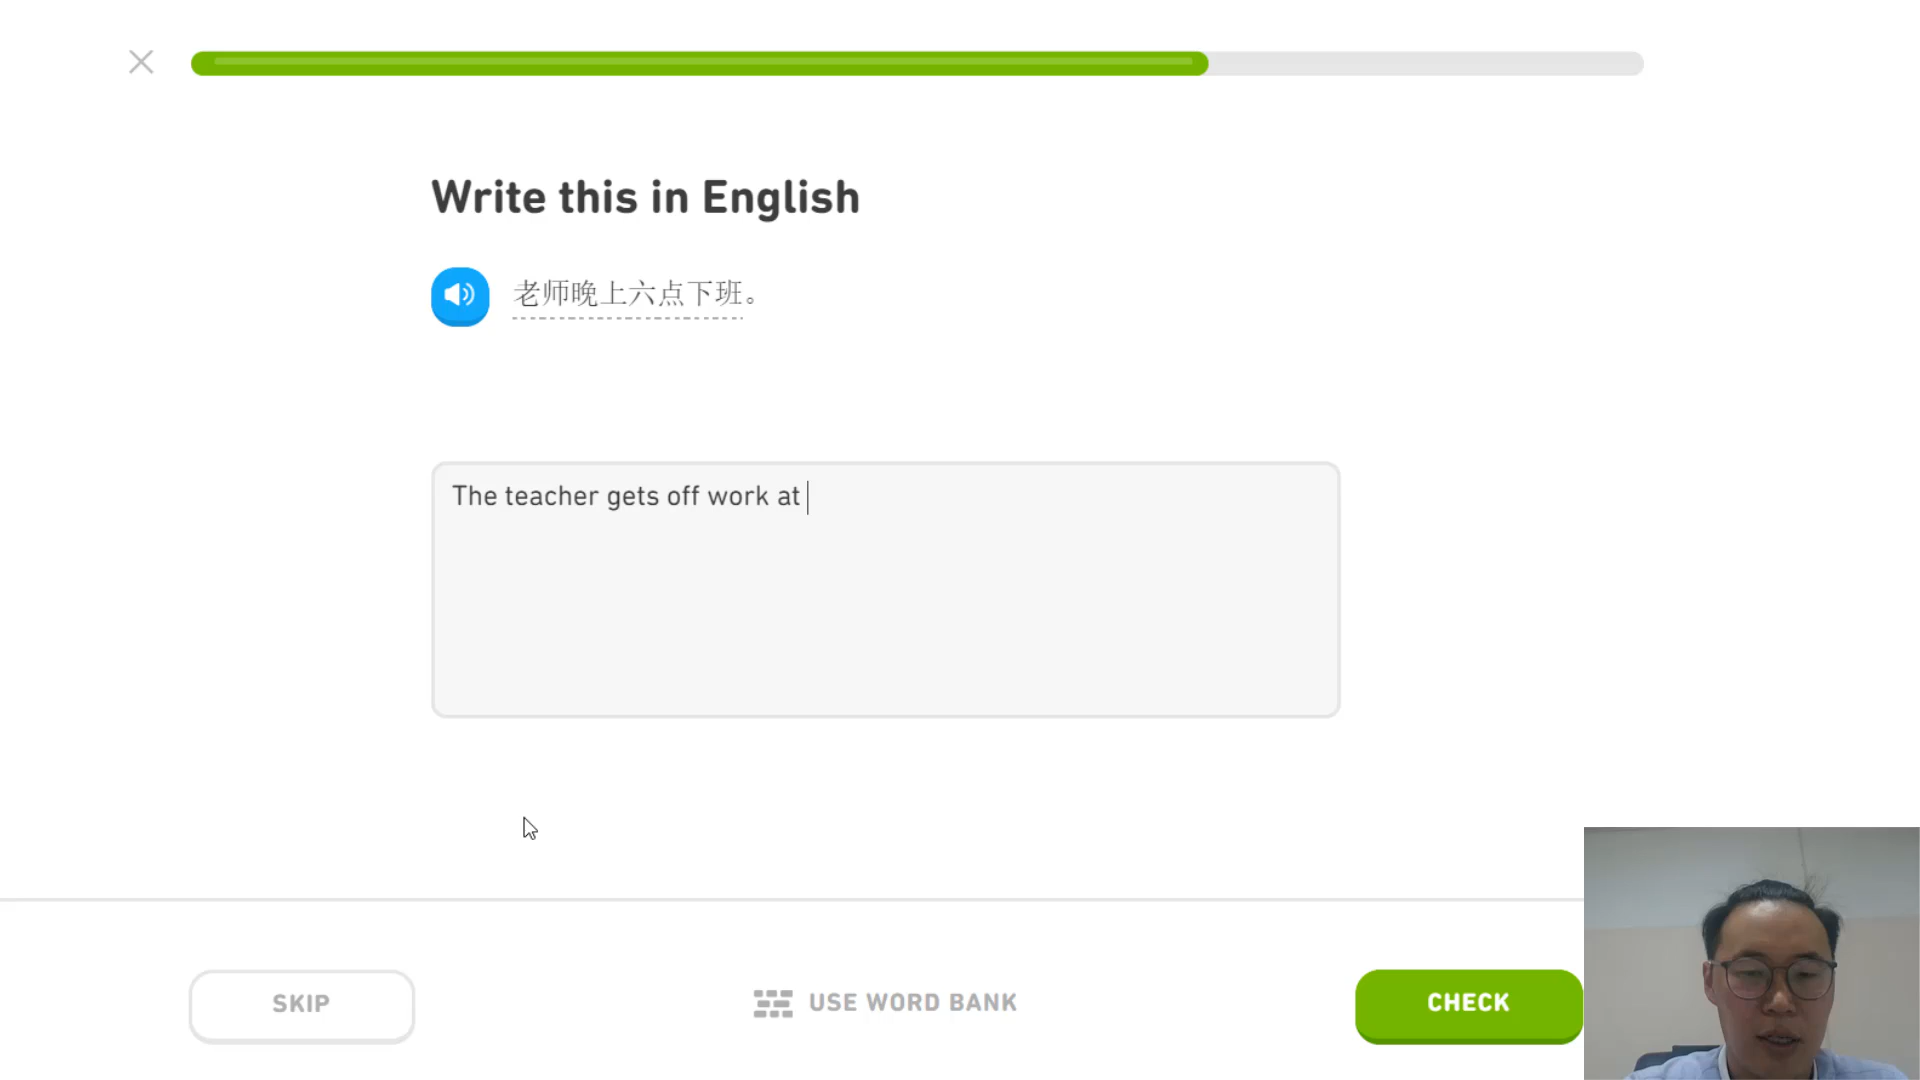 Write this in English
老师晚上六点下班。
The teacher gets off work at
SKIP
USE WORD BANK
CHECK